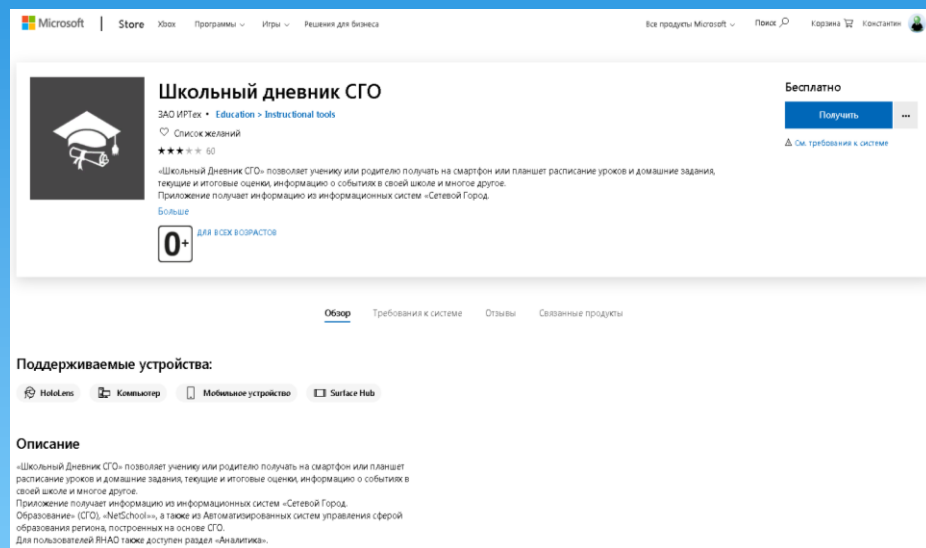 Microsoft | Store Xbox Программы Игры Решения для бизнеса Все продукты Microsoft Поиск Корзина Константин
Школьный дневник СГО
ЗАО ИРТех • Education > Instructional tools
Список желаний
★★★★★ 60
«Школьный Дневник СГО» позволяет ученику или родителю получать на смартфон или планшет расписание уроков и домашние задания,
текущие и итоговые оценки, информацию о событиях в своей школе и многое другое.
Приложение получает информацию из информационных систем «Сетевой Город.
Больше
0+ ДЛЯ ВСЕХ ВОЗРАСТОВ
Бесплатно
Получить ...
См. требования к системе
Обзор Требования к системе Отзывы Связанные продукты
Поддерживаемые устройства:
HoloLens Компьютер Мобильное устройство Surface Hub
Описание
«Школьный Дневник СГО» позволяет ученику или родителю получать на смартфон или планшет
расписание уроков и домашние задания, текущие и итоговые оценки, информацию о событиях в
своей школе и многое другое.
Приложение получает информацию из информационных систем «Сетевой Город.
Образование» (СГО), «NetSchool»», а также из Автоматизированных систем управления сферой
образования региона, построенных на основе СГО.
Для пользователей ЯНАО также доступен раздел «Аналитика».